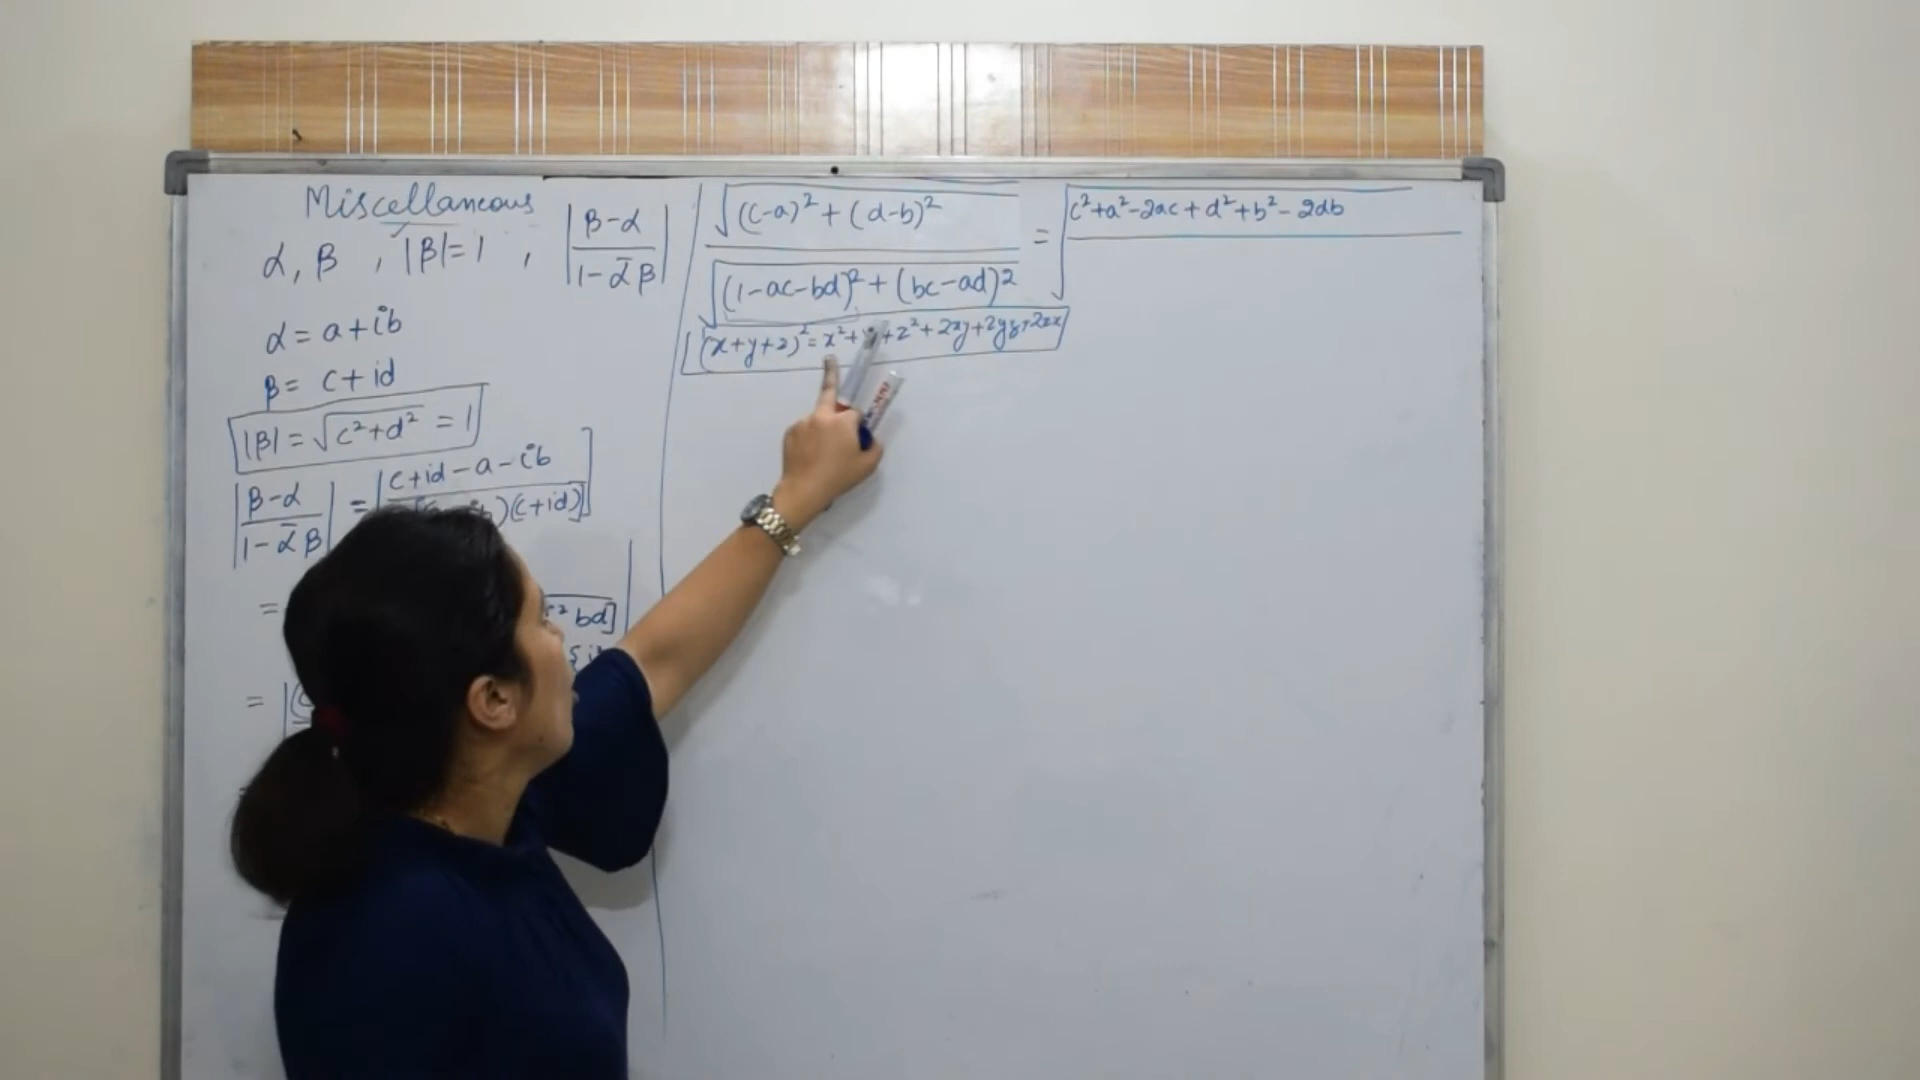 Miscellaneous
α, β , |β|=1 , |β-α / 1-ᾱβ|
α = a+ib
β = c+id
|β| = √c²+d² = 1
|β-α / 1-ᾱβ| = |c+id-a-ib / )(c+id)]
=
bd]
=
√(c-a)²+(d-b)² / √(1-ac-bd)²+(bc-ad)² = √c²+a²-2ac+d²+b²-2db
(x+y+z)²=x²+ +z²+2xy+2yz+2zx